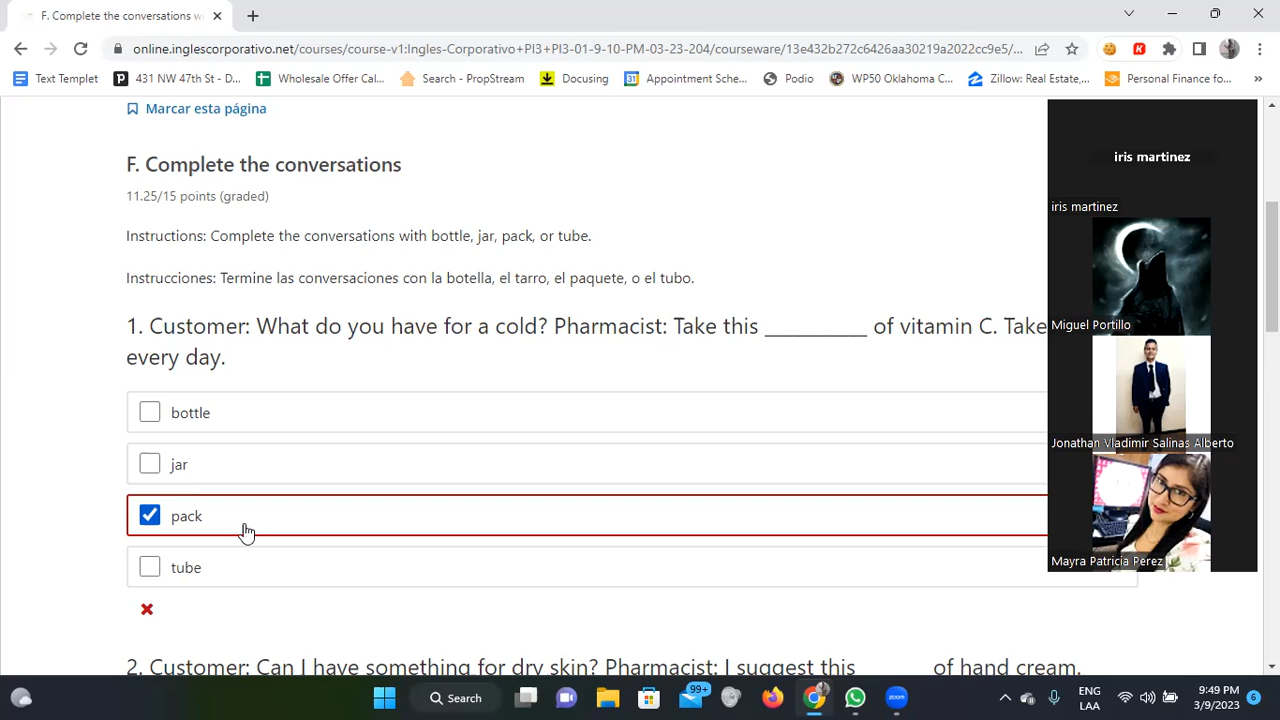 F. Complete the conversations w
online.inglescorporativo.net/courses/course-v1:Ingles-Corporativo+PI3+PI3-01-9-10-PM-03-23-204/courseware/13e432b272c6426aa30219a2022cc9e5/...
Text Templet
431 NW 47th St - D...
Wholesale Offer Cal...
Search - PropStream
Docusing
Appointment Sche...
Podio
WP50 Oklahoma C...
Zillow: Real Estate,...
Personal Finance fo...
Marcar esta página
F. Complete the conversations
11.25/15 points (graded)
Instructions: Complete the conversations with bottle, jar, pack, or tube.
Instrucciones: Termine las conversaciones con la botella, el tarro, el paquete, o el tubo.
1. Customer: What do you have for a cold? Pharmacist: Take this __________ of vitamin C. Take
every day.
bottle
jar
pack
tube
2. Customer: Can I have something for dry skin? Pharmacist: I suggest this ______ of hand cream.
iris martinez
iris martinez
Miguel Portillo
Jonathan Vladimir Salinas Alberto
Mayra Patricia Perez
Search
99+
zoom
ENG
LAA
9:49 PM
3/9/2023
6